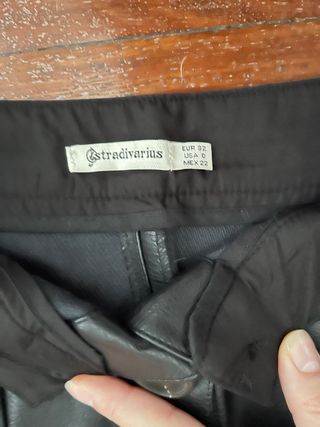 stradivarius
EUR 32
USA 0
MEX 22